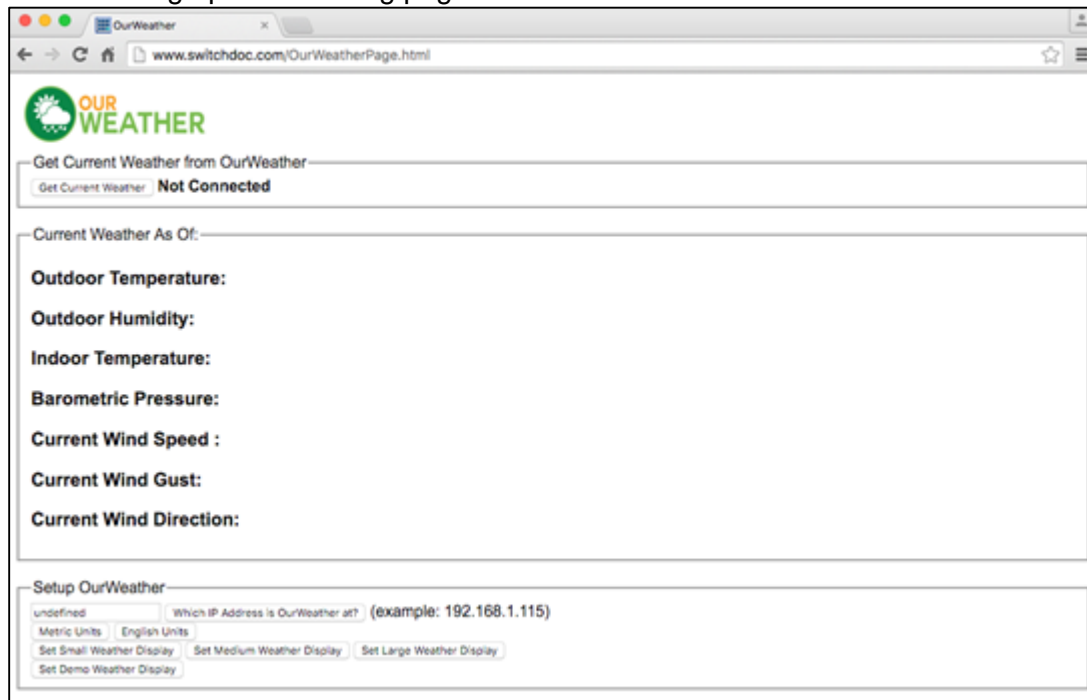 OurWeather
www.switchdoc.com/OurWeatherPage.html
OUR
WEATHER
Get Current Weather from OurWeather
Get Current Weather Not Connected
Current Weather As Of:
Outdoor Temperature:
Outdoor Humidity:
Indoor Temperature:
Barometric Pressure:
Current Wind Speed :
Current Wind Gust:
Current Wind Direction:
Setup OurWeather
undefined Which IP Address is OurWeather at? (example: 192.168.1.115)
Metric Units English Units
Set Small Weather Display Set Medium Weather Display Set Large Weather Display
Set Demo Weather Display